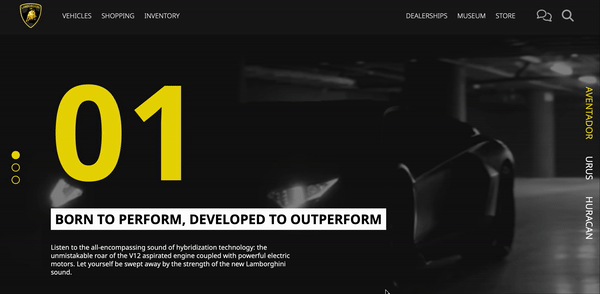 VEHICLES SHOPPING INVENTORY DEALERSHIPS MUSEUM STORE
01
BORN TO PERFORM, DEVELOPED TO OUTPERFORM
Listen to the all-encompassing sound of hybridization technology: the
unmistakable roar of the V12 aspirated engine coupled with powerful electric
motors. Let yourself be swept away by the strength of the new Lamborghini
sound.
AVENTADOR
URUS
HURACAN